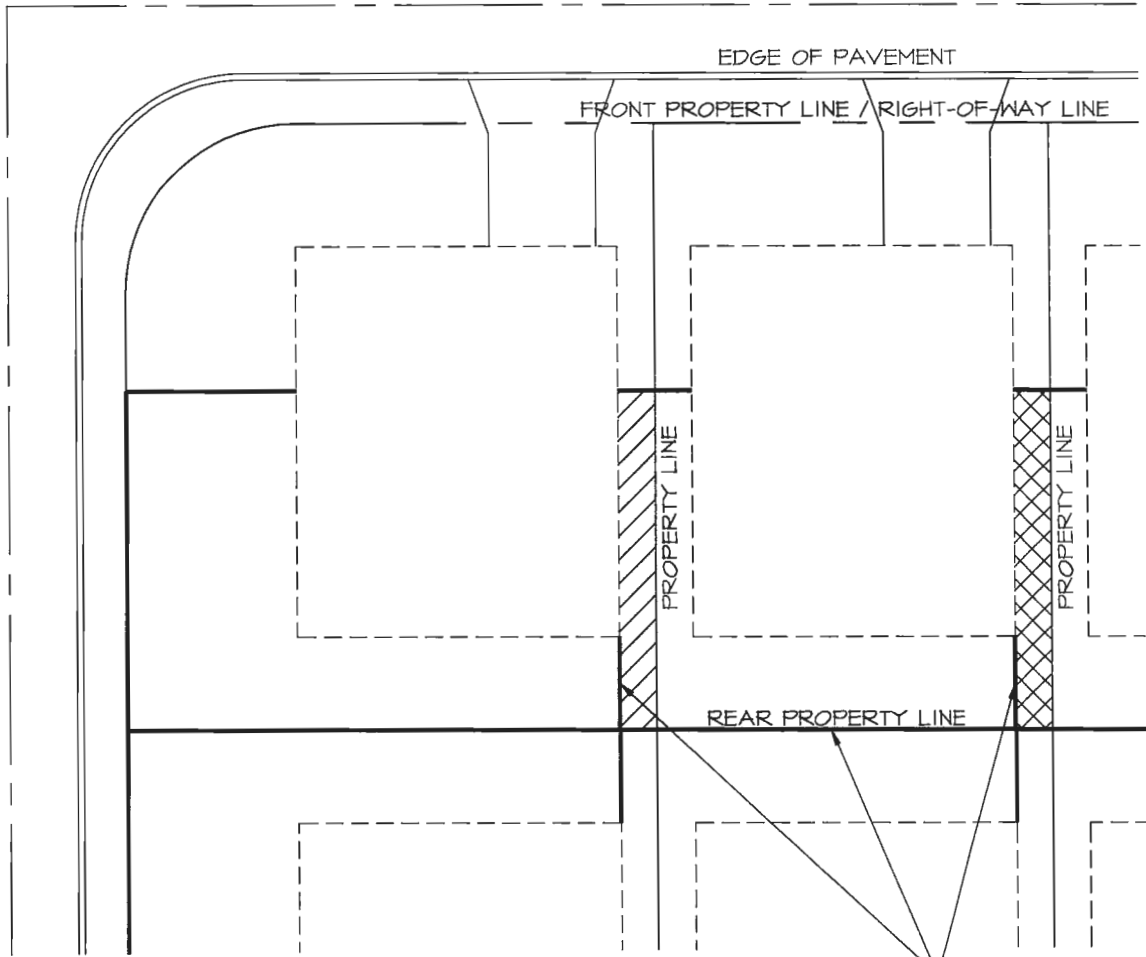 EDGE OF PAVEMENT
FRONT PROPERTY LINE / RIGHT-OF-WAY LINE
PROPERTY LINE
PROPERTY LINE
REAR PROPERTY LINE